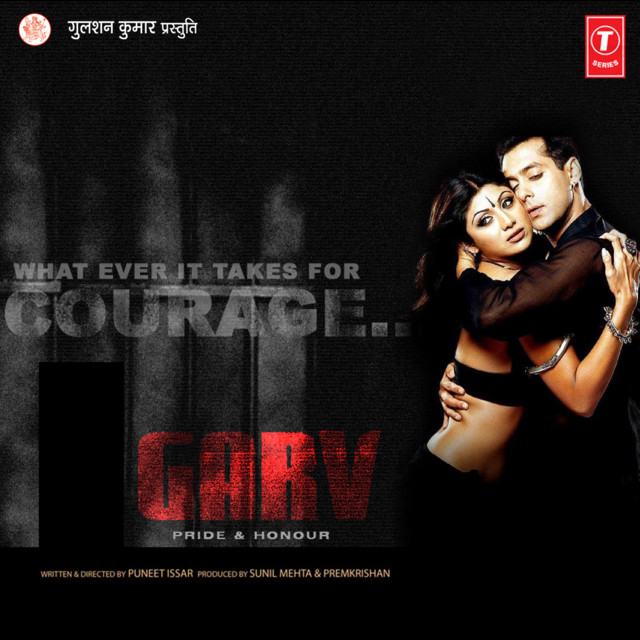 गुलशन कुमार प्रस्तुति
T
SERIES
WHAT EVER IT TAKES FOR
COURAGE..
GARV
PRIDE & HONOUR
WRITTEN & DIRECTED BY PUNEET ISSAR PRODUCED BY SUNIL MEHTA & PREMKRISHAN